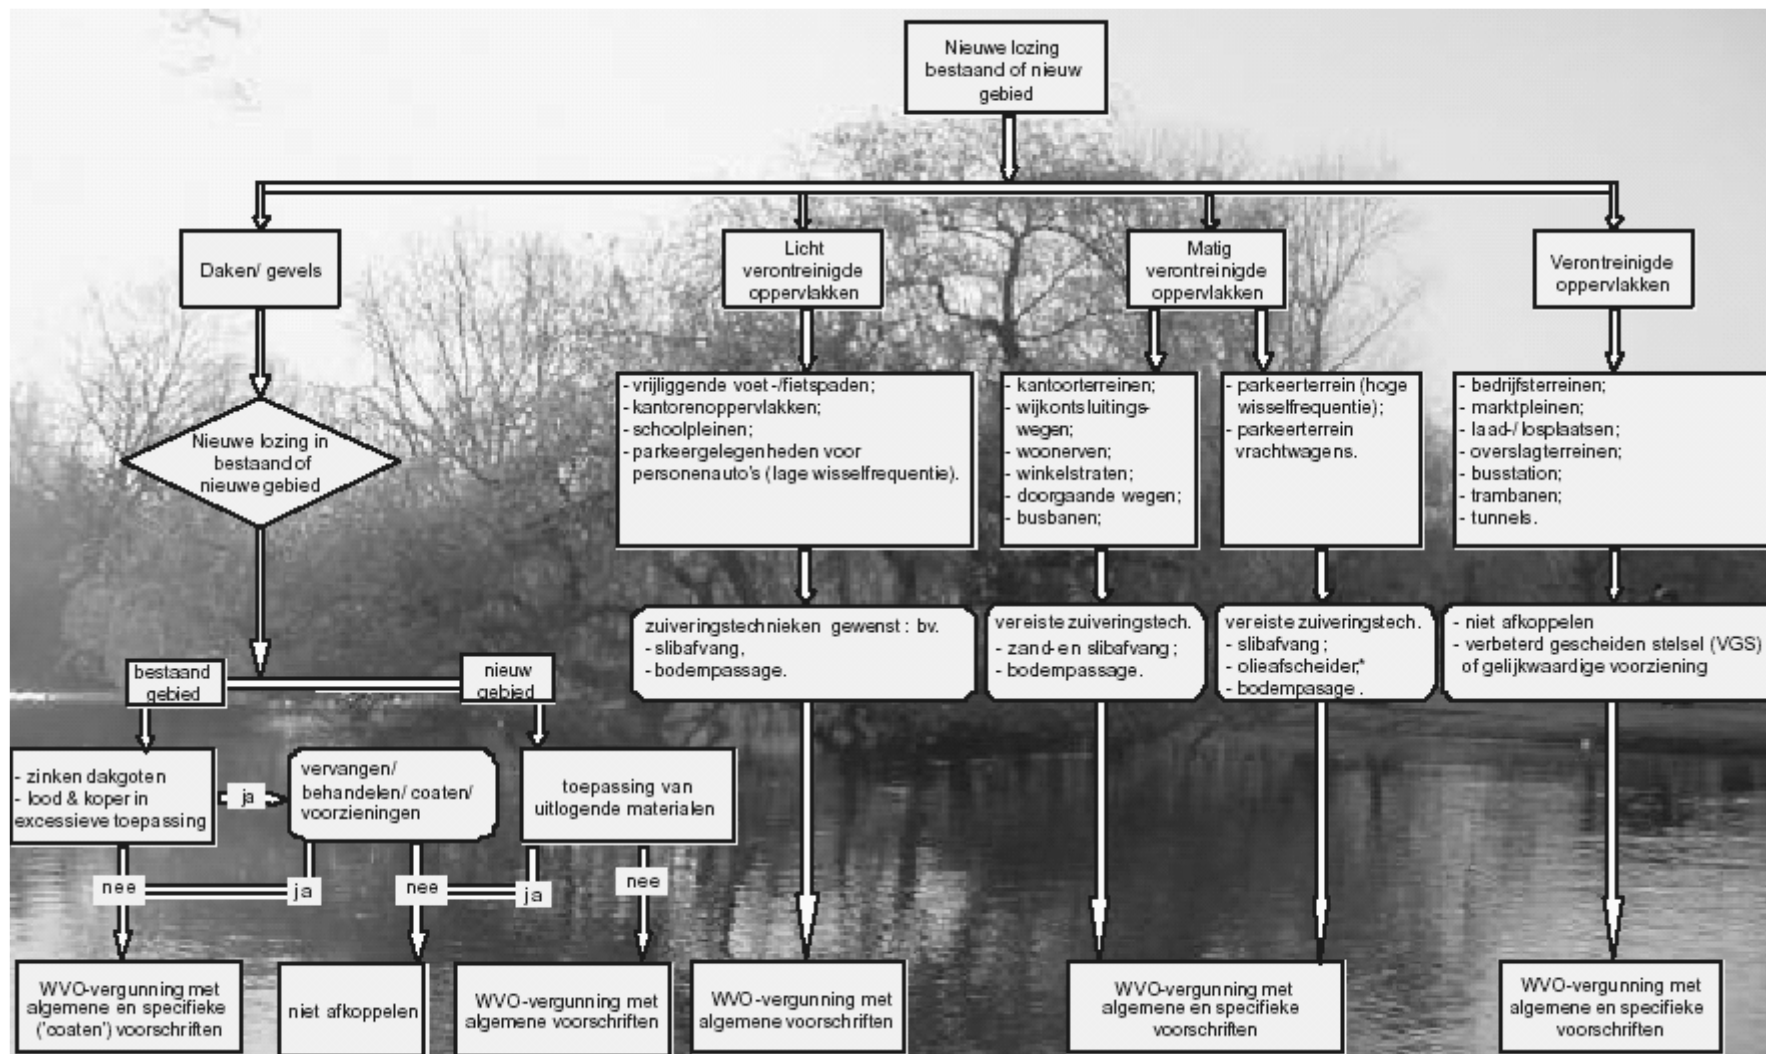 Nieuwe lozing
bestaand of nieuw
gebied
Daken/ gevels
Licht
verontreinigde
oppervlakken
Matig
verontreinigde
oppervlakken
Verontreinigde
oppervlakken
Nieuwe lozing in
bestaand of
nieuwe gebied
- vrijliggende voet-/fietspaden;
- kantorenoppervlakken;
- schoolpleinen;
- parkeergelegenheden voor
personenauto's (lage wisselfrequentie).
- kantoorterreinen;
- wijkontsluitings-
wegen;
- woonerven;
- winkelstraten;
- doorgaande wegen;
- busbanen;
- parkeerterrein (hoge
wisselfrequentie);
- parkeerterrein
vrachtwagens.
- bedrijfsterreinen;
- marktpleinen;
- laad-/losplaatsen;
- overslagterreinen;
- busstation;
- trambanen;
- tunnels.
zuiveringstechnieken gewenst : bv.
- slibafvang,
- bodempassage.
vereiste zuiveringstech.
- zand-en slibafvang;
- bodempassage.
vereiste zuiveringstech.
- slibafvang;
- olieafscheider;*
- bodempasage.
- niet afkoppelen
- verbeterd gescheiden stelsel (VGS)
of gelijkwaardige voorziening
bestaand
gebied
nieuw
gebied
- zinken dakgoten
- lood & koper in
excessieve toepassing
ja
vervangen/
behandelen/ coaten/
voorzieningen
toepassing van
uitlogende materialen
nee
ja
nee
ja
nee
WVO-vergunning met
algemene en specifieke
('coaten') voorschriften
niet afkoppelen
WVO-vergunning met
algemene voorschriften
WVO-vergunning met
algemene voorschriften
WVO-vergunning met
algemene en specifieke
voorschriften
WVO-vergunning met
algemene en specifieke
voorschriften